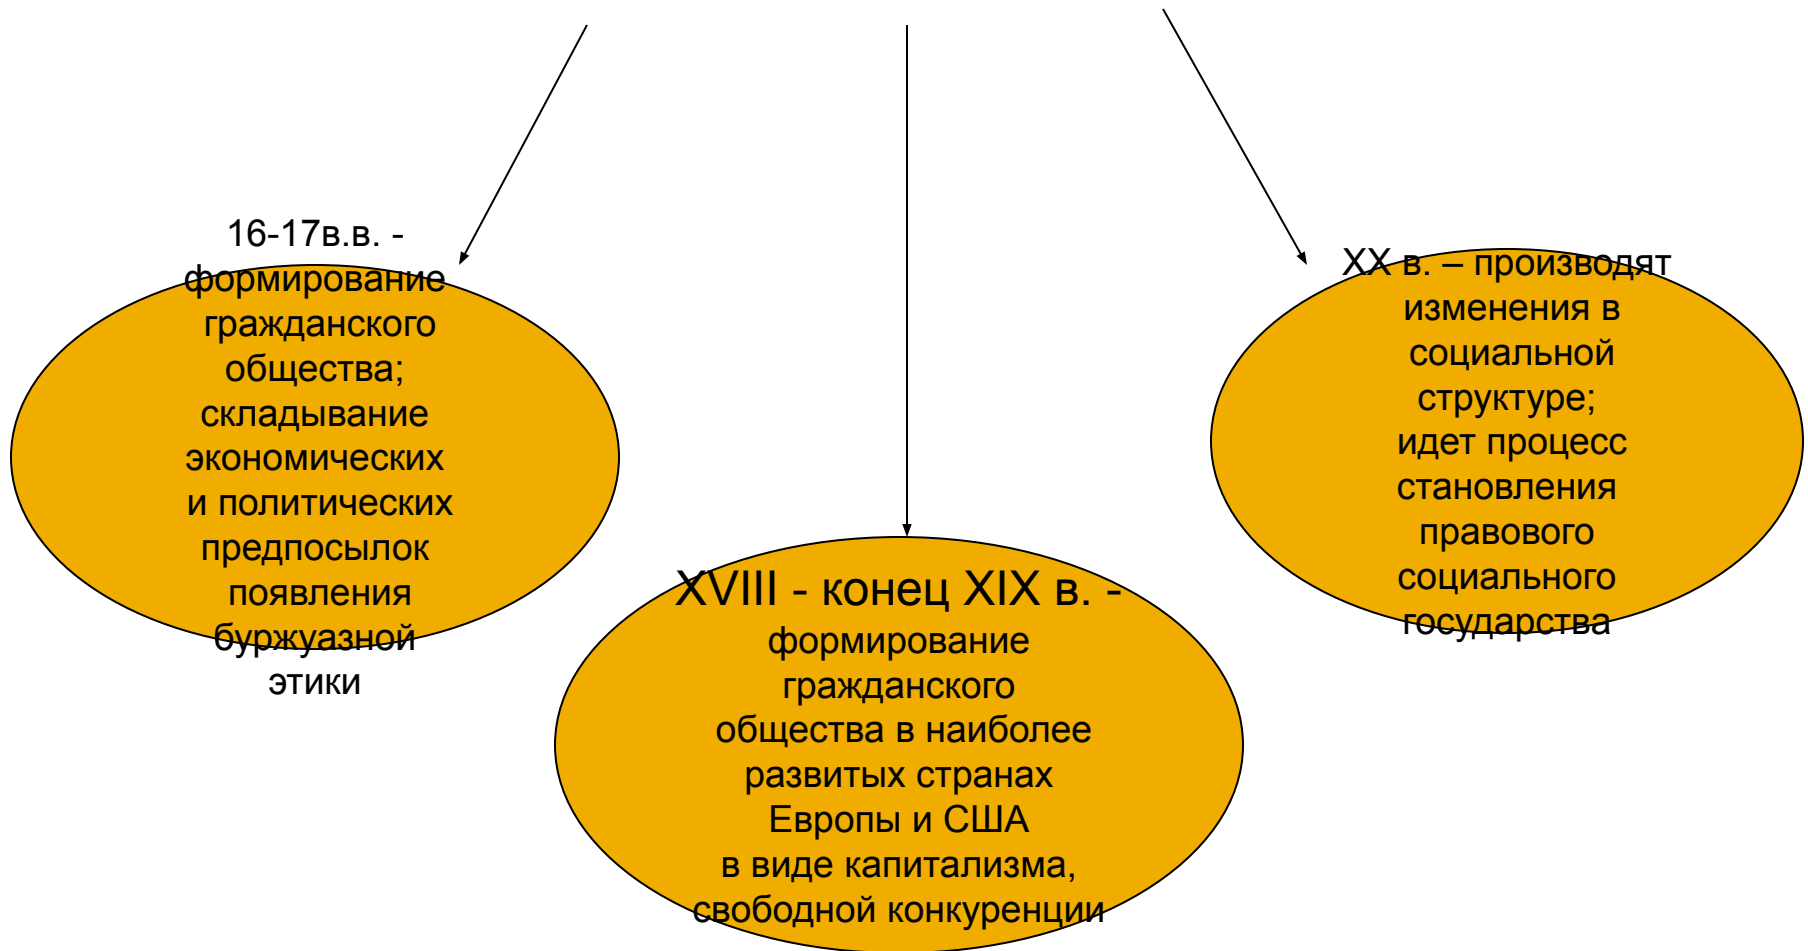 16-17в.в. -
формирование
гражданского
общества;
складывание
экономических
и политических
предпосылок
появления
буржуазной
этики
XVIII - конец XIX в. -
формирование
гражданского
общества в наиболее
развитых странах
Европы и США
в виде капитализма,
свободной конкуренции
XX в. – производят
изменения в
социальной
структуре;
идет процесс
становления
правового
социального
государства